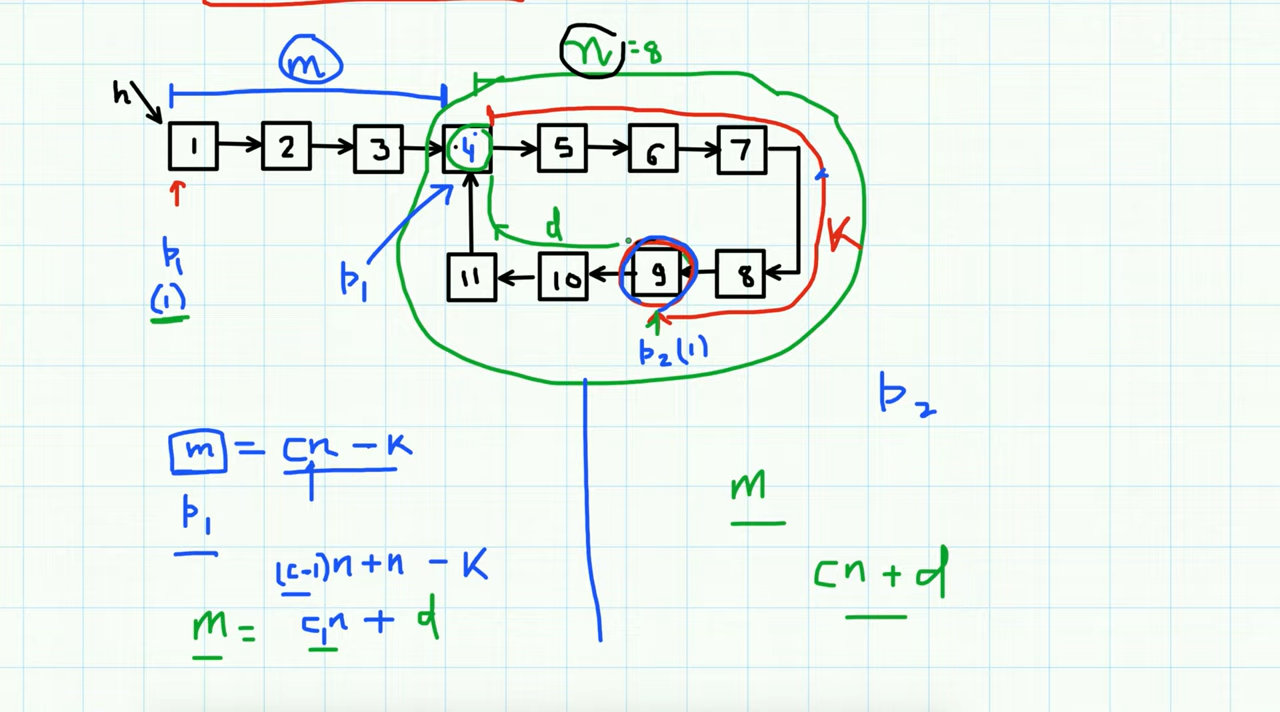 n = 8
m
h
1 2 3 4 5 6 7
d
K
p₁
(1)
p₁
11 10 9 8
p₂(1)
p₂
m = cn - K
p₁
m
(c-1)n + n - K
cn + d
m = c₁n + d